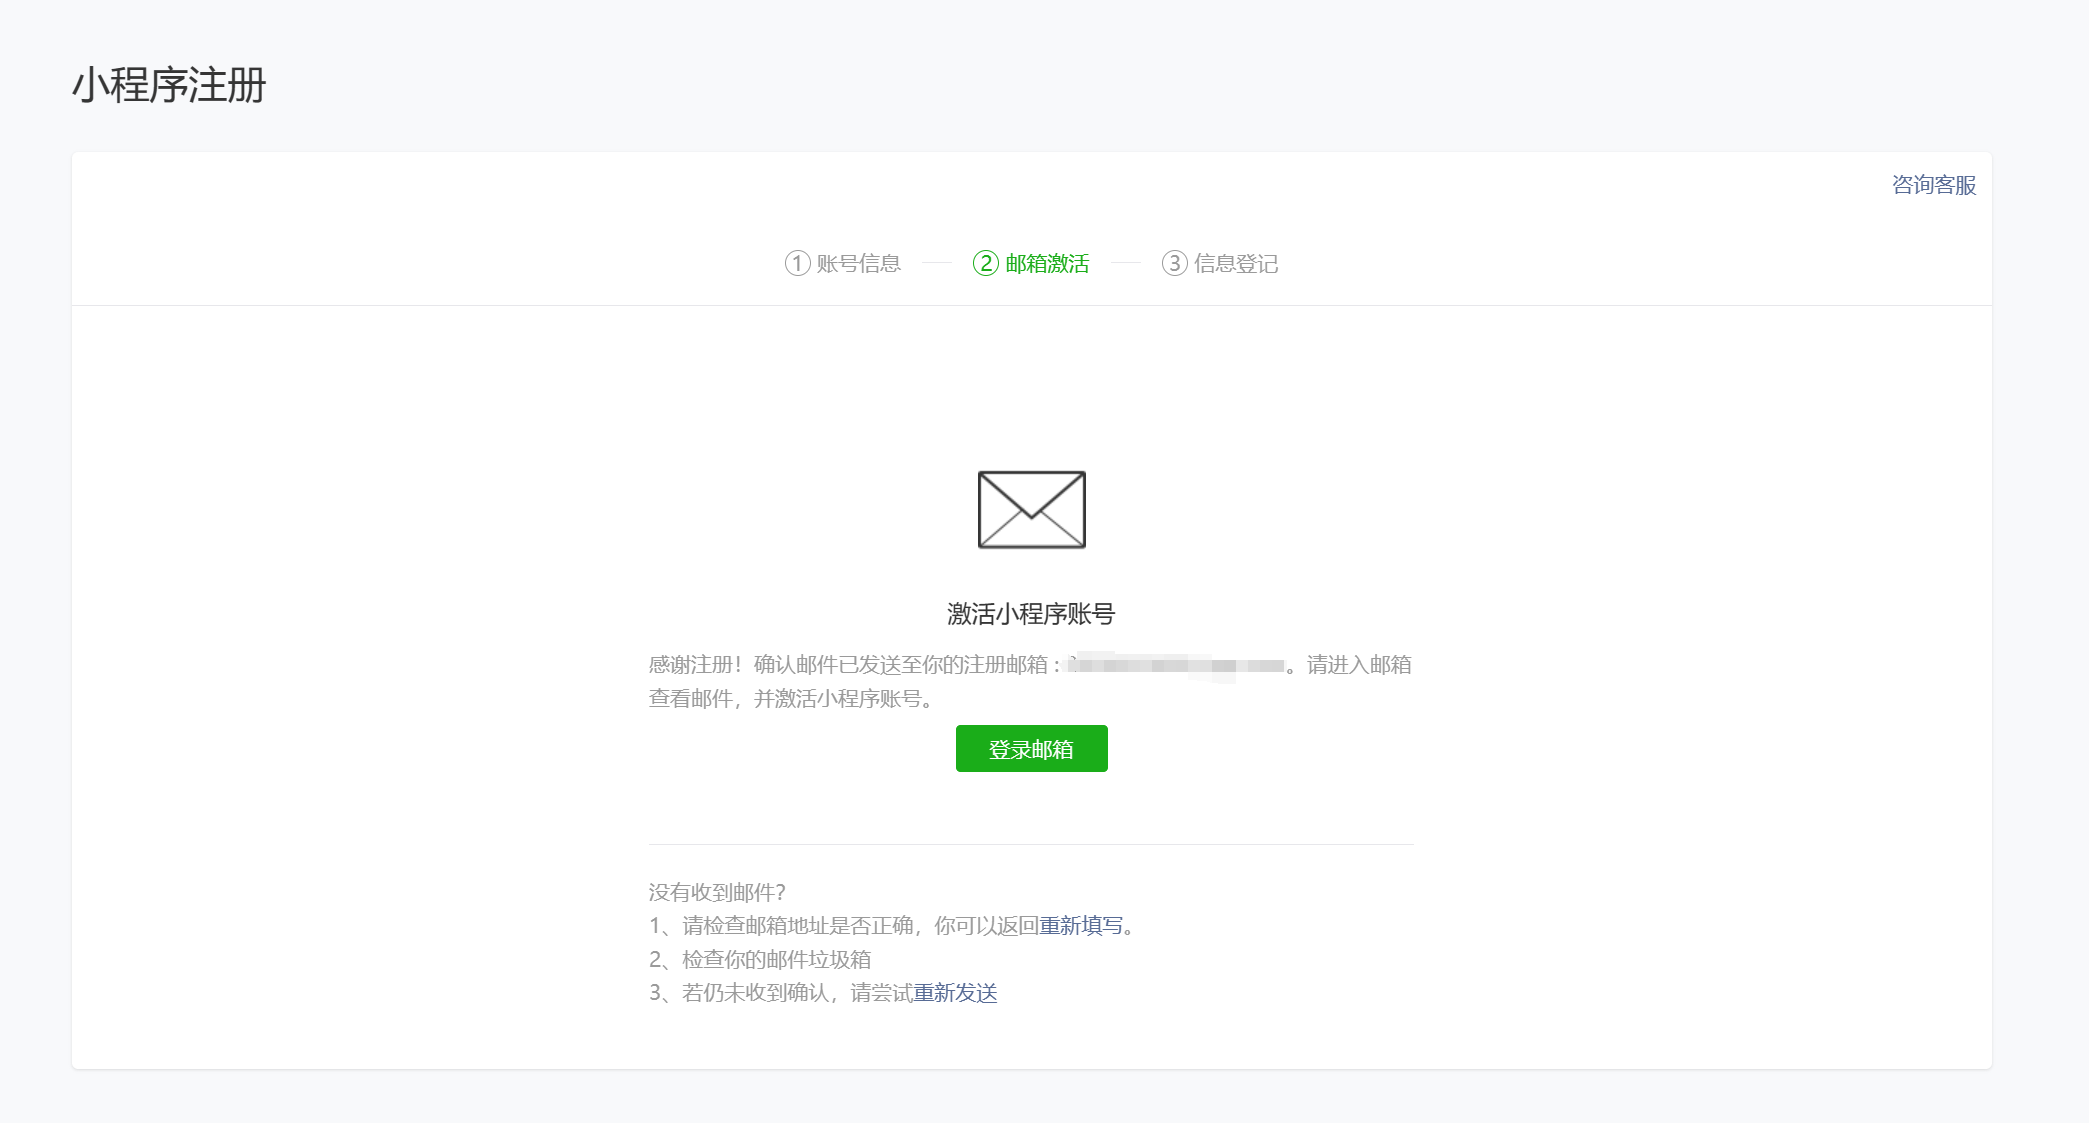 小程序注册
咨询客服
① 账号信息 ② 邮箱激活 ③ 信息登记
激活小程序账号
感谢注册！确认邮件已发送至你的注册邮箱：。请进入邮箱
查看邮件，并激活小程序账号。
登录邮箱
没有收到邮件？
1、请检查邮箱地址是否正确，你可以返回重新填写。
2、检查你的邮件垃圾箱
3、若仍未收到确认，请尝试重新发送